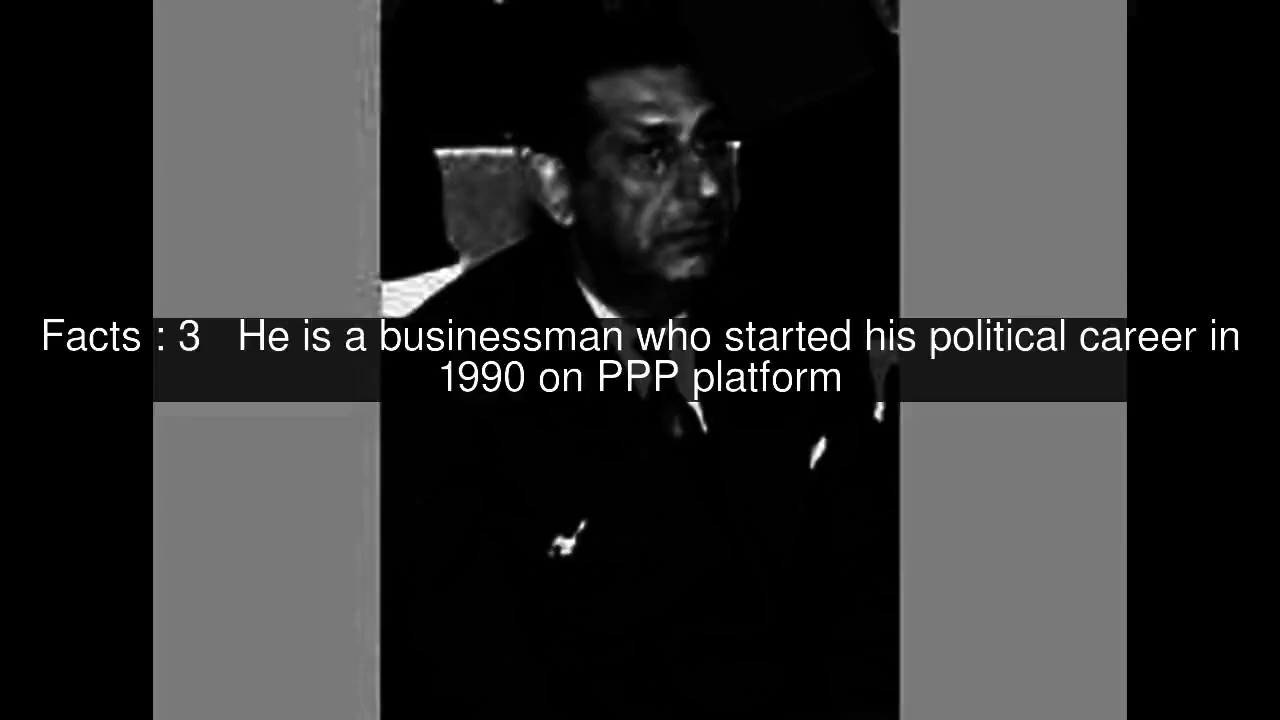 Facts : 3   He is a businessman who started his political career in
1990 on PPP platform